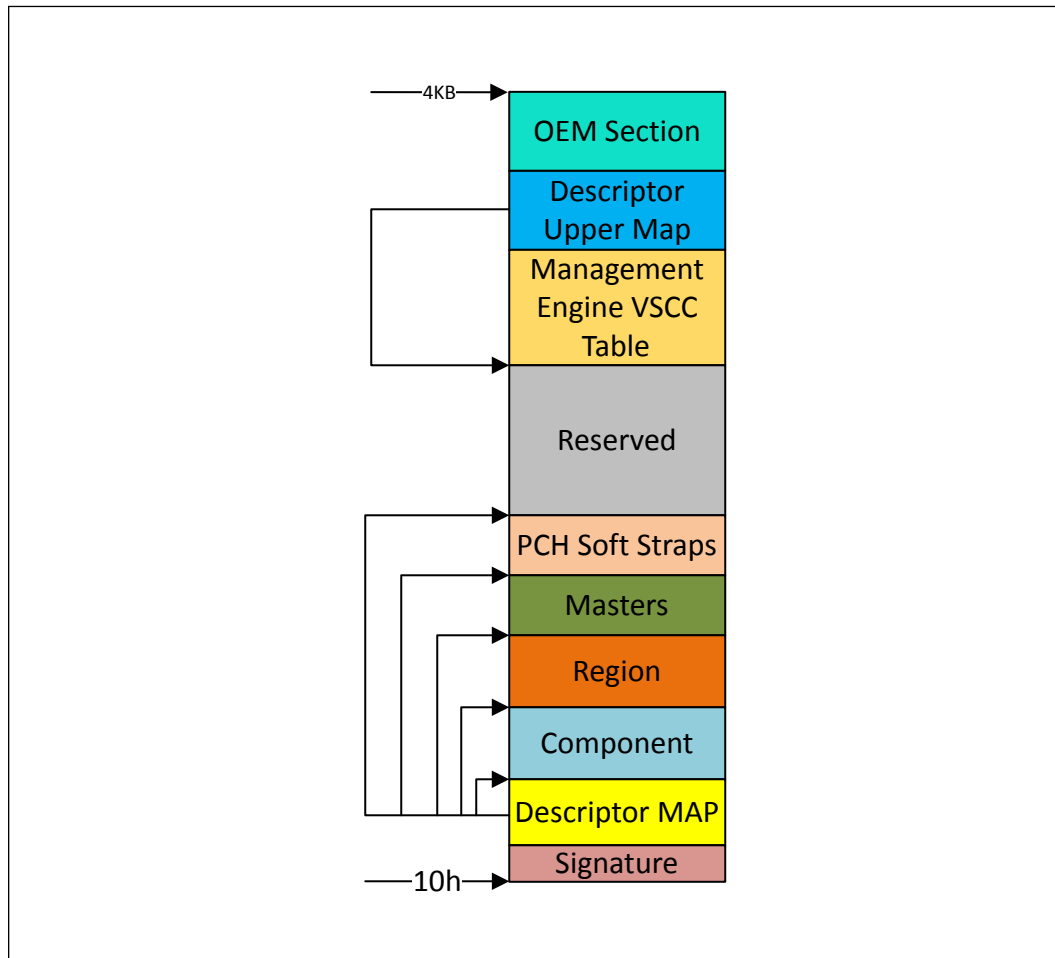 4KB
OEM Section
Descriptor
Upper Map
Management
Engine VSCC
Table
Reserved
PCH Soft Straps
Masters
Region
Component
Descriptor MAP
Signature
10h